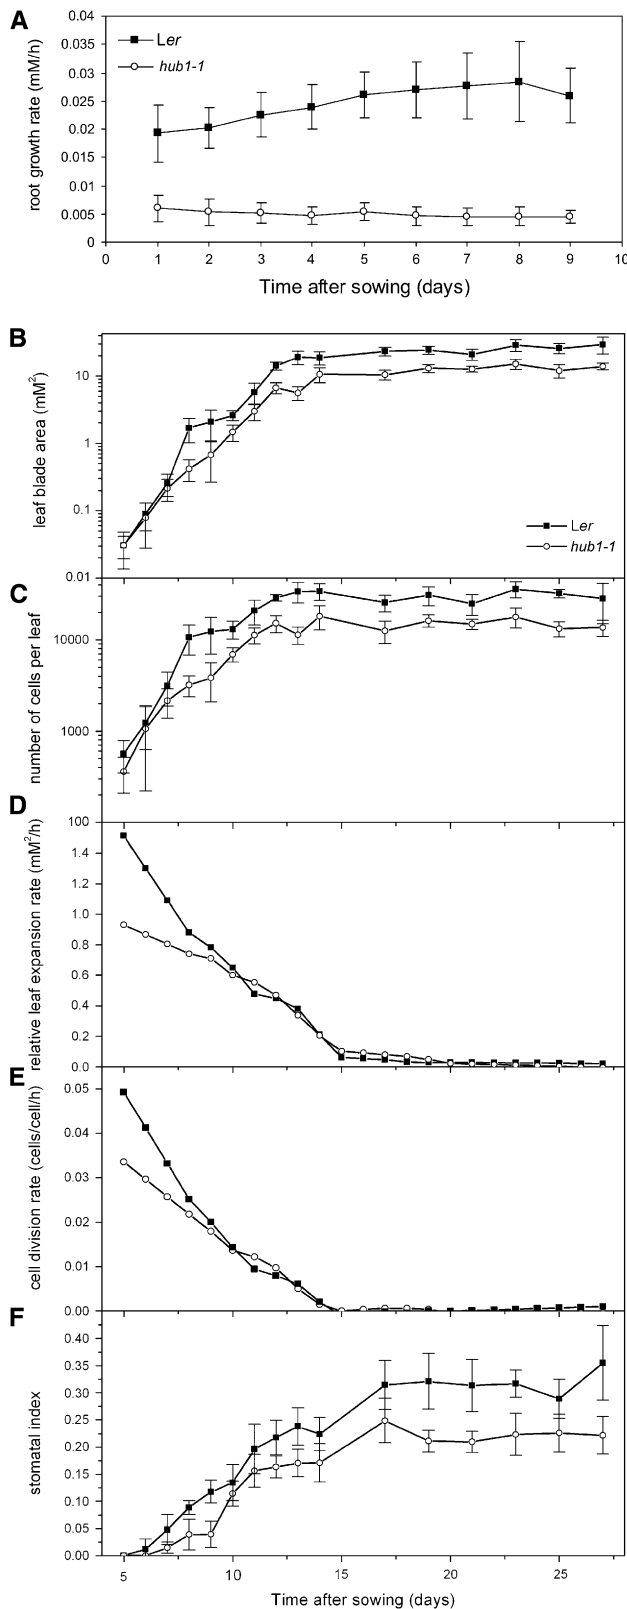 A
0.04
0.03
0.025
0.02
0.015
0.01
0.005
0
root growth rate (mM/h)
Ler
hub1-1
0 1 2 3 4 5 6 7 8 9 10
Time after sowing (days)
B
10
1
0.1
0.01
leaf blade area (mM²)
Ler
hub1-1
C
10000
1000
100
number of cells per leaf
D
1.4
1.2
1.0
0.8
0.6
0.4
0.2
0.0
relative leaf expansion rate (mM²/h)
E
0.05
0.04
0.03
0.02
0.01
0.00
cell division rate (cells/cell/h)
F
0.40
0.35
0.30
0.25
0.20
0.15
0.10
0.05
0.00
stomatal index
5 10 15 20 25
Time after sowing (days)